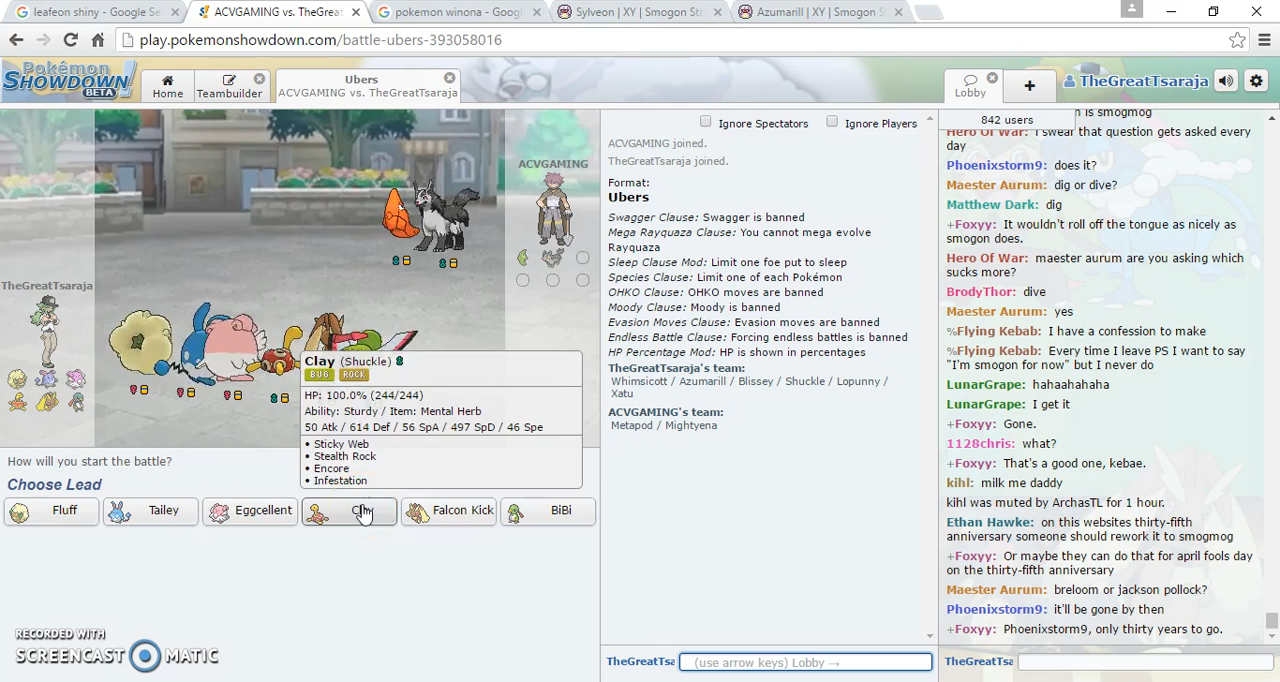 leafeon shiny - Google Se
ACVGAMING vs. TheGreat
pokemon winona - Googl
Sylveon | XY | Smogon Str
Azumarill | XY | Smogon S
play.pokemonshowdown.com/battle-ubers-393058016
Pokémon
SHOWDOWN
BETA
Home
Teambuilder
Ubers
ACVGAMING vs. TheGreatTsaraja
Lobby
TheGreatTsaraja
ACVGAMING
TheGreatTsaraja
Clay (Shuckle)
BUG ROCK
HP: 100.0% (244/244)
Ability: Sturdy / Item: Mental Herb
50 Atk / 614 Def / 56 SpA / 497 SpD / 46 Spe
• Sticky Web
• Stealth Rock
• Encore
• Infestation
How will you start the battle?
Choose Lead
Fluff
Tailey
Eggcellent
Falcon Kick
BiBi
RECORDED WITH
SCREENCAST MATIC
Ignore Spectators
Ignore Players
ACVGAMING joined.
TheGreatTsaraja joined.
Format:
Ubers
Swagger Clause: Swagger is banned
Mega Rayquaza Clause: You cannot mega evolve
Rayquaza
Sleep Clause Mod: Limit one foe put to sleep
Species Clause: Limit one of each Pokémon
OHKO Clause: OHKO moves are banned
Moody Clause: Moody is banned
Evasion Moves Clause: Evasion moves are banned
Endless Battle Clause: Forcing endless battles is banned
HP Percentage Mod: HP is shown in percentages
TheGreatTsaraja's team:
Whimsicott / Azumarill / Blissey / Shuckle / Lopunny /
Xatu
ACVGAMING's team:
Metapod / Mightyena
TheGreatTsa
(use arrow keys) Lobby →
842 users
is smogmog
Hero Of War: I swear that question gets asked every
day
Phoenixstorm9: does it?
Maester Aurum: dig or dive?
Matthew Dark: dig
+Foxyy: It wouldn't roll off the tongue as nicely as
smogon does.
Hero Of War: maester aurum are you asking which
sucks more?
BrodyThor: dive
Maester Aurum: yes
%Flying Kebab: I have a confession to make
%Flying Kebab: Every time I leave PS I want to say
"I'm smogon for now" but I never do
LunarGrape: hahaahahaha
LunarGrape: I get it
+Foxyy: Gone.
1128chris: what?
+Foxyy: That's a good one, kebae.
kihl: milk me daddy
kihl was muted by ArchasTL for 1 hour.
Ethan Hawke: on this websites thirty-fifth
anniversary someone should rework it to smogmog
+Foxyy: Or maybe they can do that for april fools day
on the thirty-fifth anniversary
Maester Aurum: breloom or jackson pollock?
Phoenixstorm9: it'll be gone by then
+Foxyy: Phoenixstorm9, only thirty years to go.
TheGreatTsa